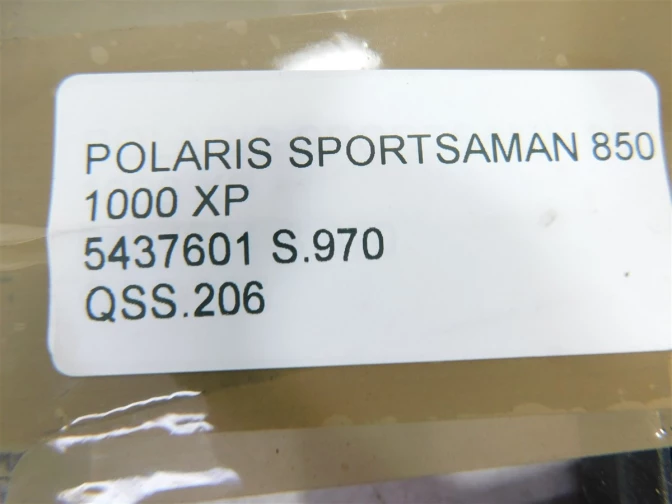 POLARIS SPORTSAMAN 850
1000 XP
5437601 S.970
QSS.206